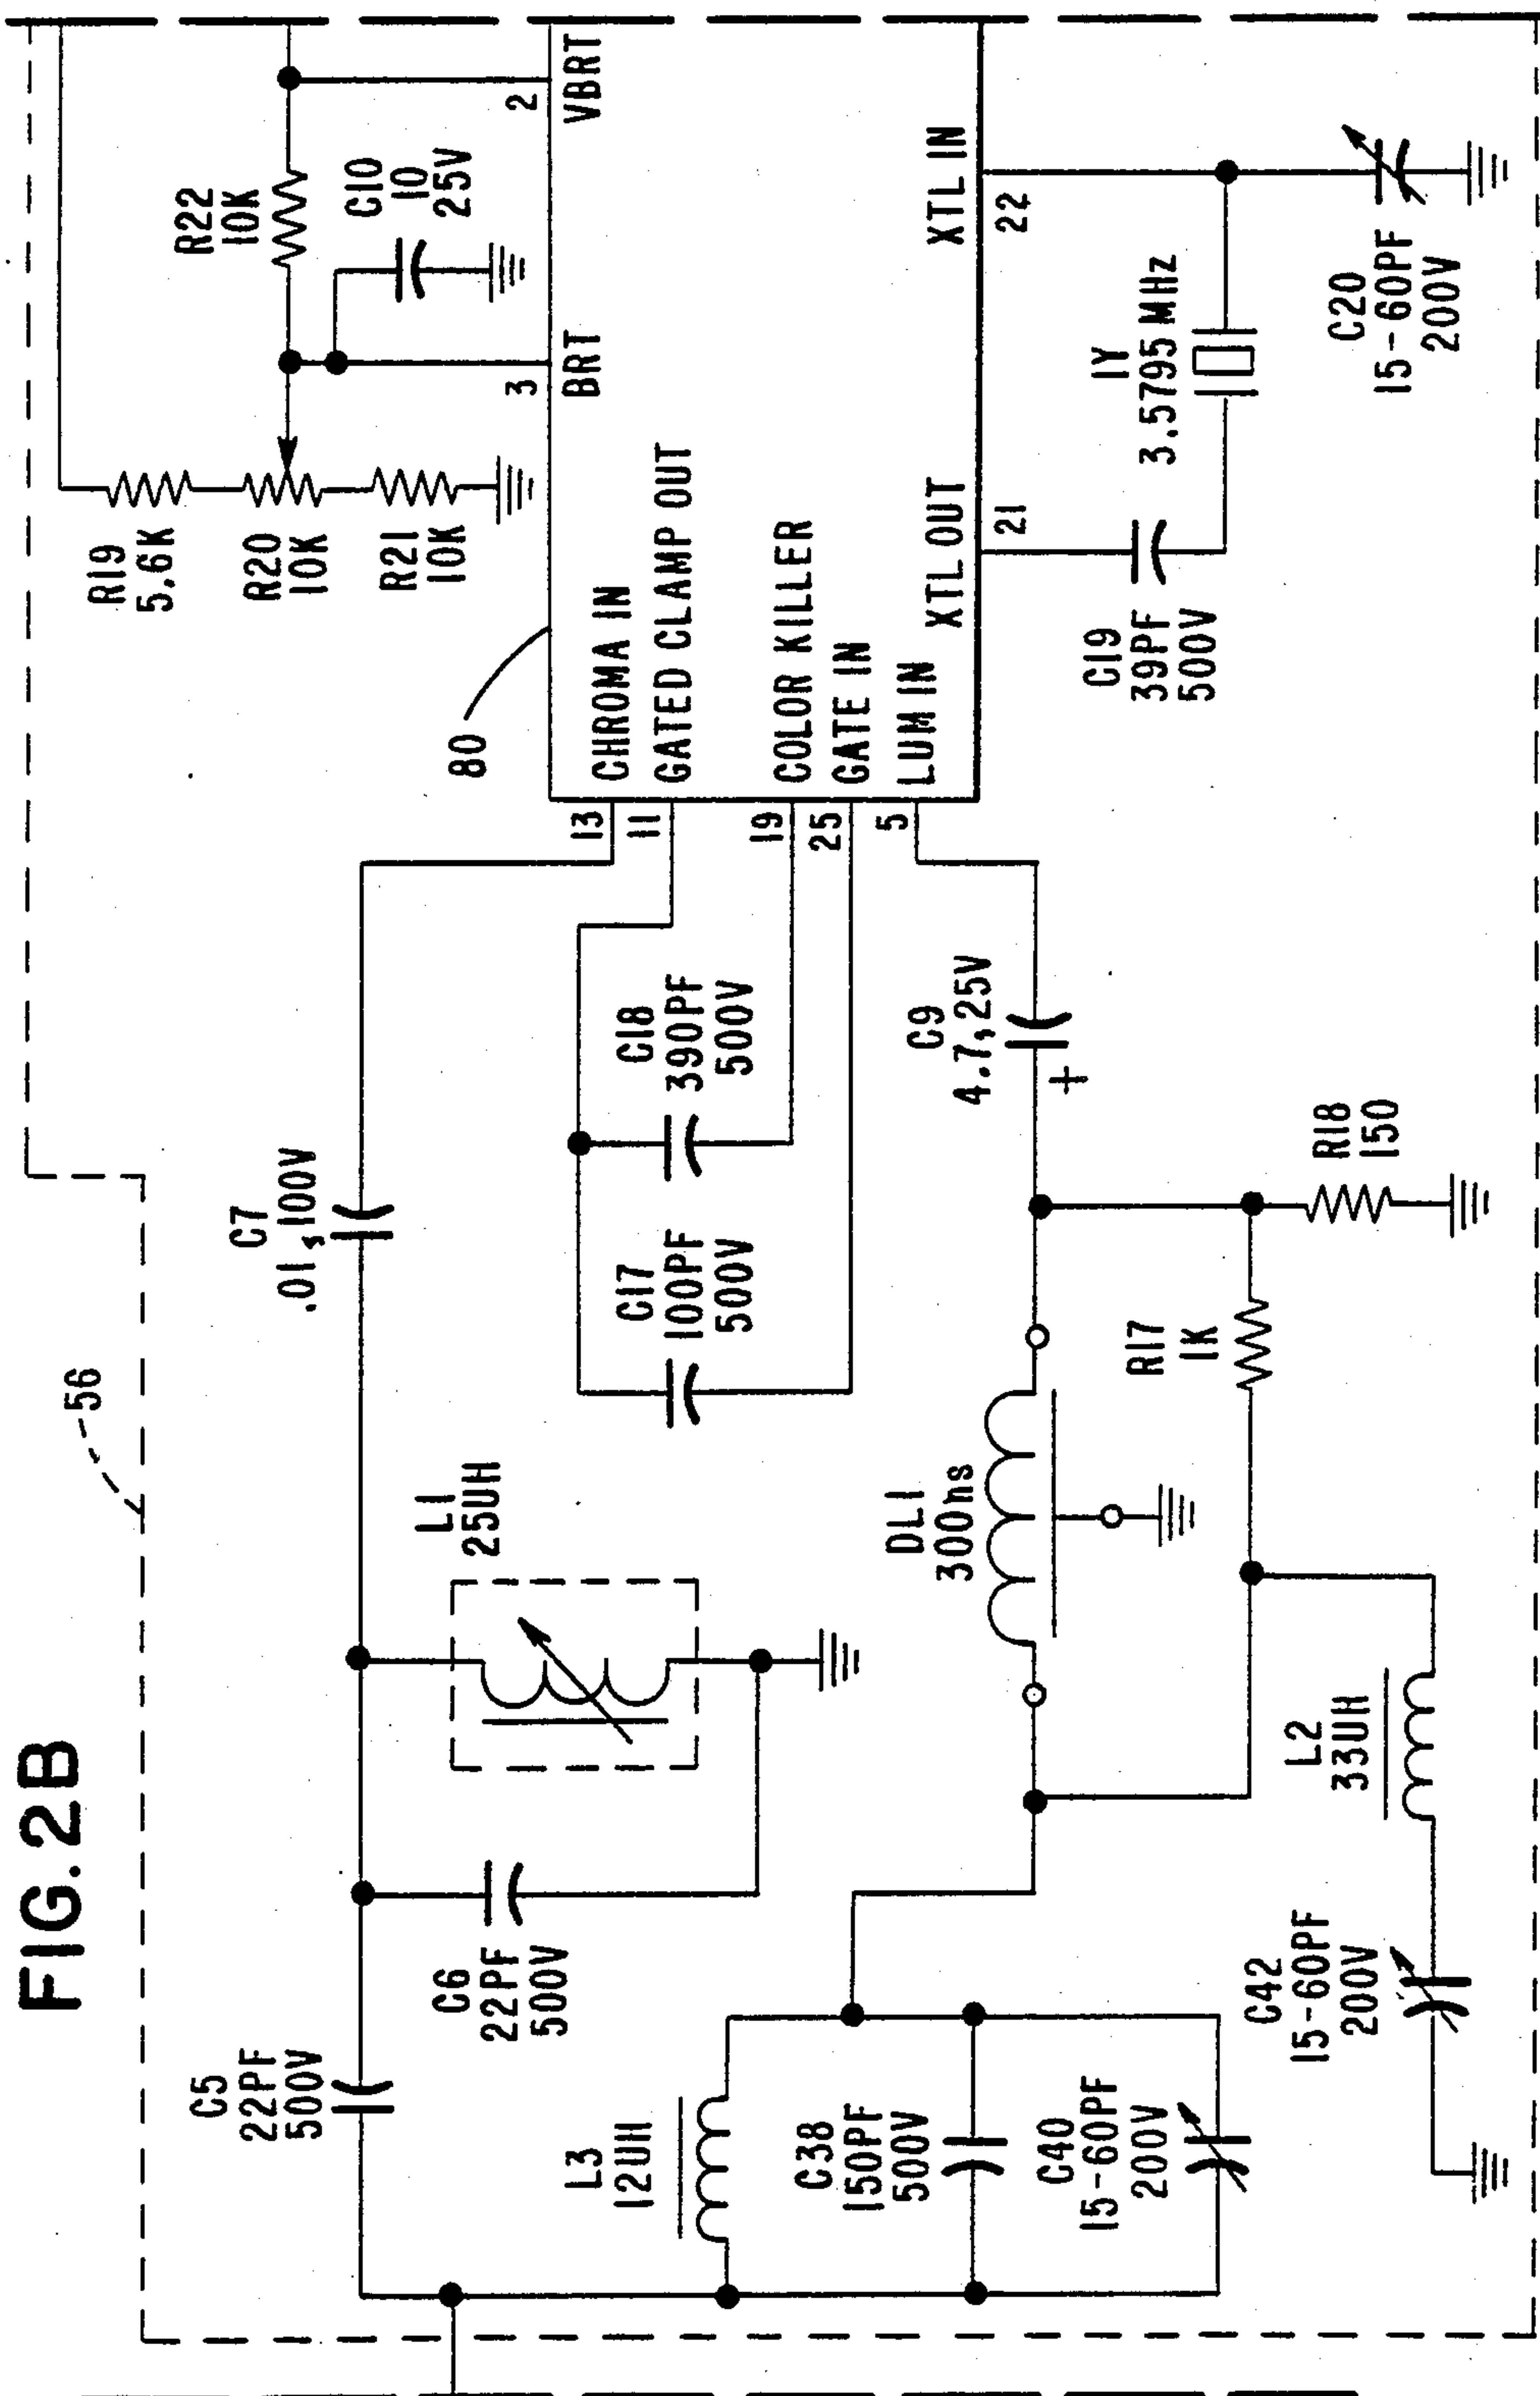 FIG.2B
56
C5
22PF
500V
C6
22PF
500V
L1
25UH
C7
.01,100V
R19
5.6K
R20
10K
R21
10K
R22
10K
C10
10
25V
80
2
VBRT
3
BRT
13
CHROMA IN
11
GATED CLAMP OUT
19
COLOR KILLER
25
GATE IN
5
LUM IN
XTL OUT
21
XTL IN
22
C17
100PF
500V
C18
390PF
500V
C9
4.7,25V
+
DL1
300ns
L3
12UH
C38
150PF
500V
C40
15-60PF
200V
C42
15-60PF
200V
L2
33UH
R17
1K
R18
150
C19
39PF
500V
1Y
3.5795 MHz
C20
15-60PF
200V